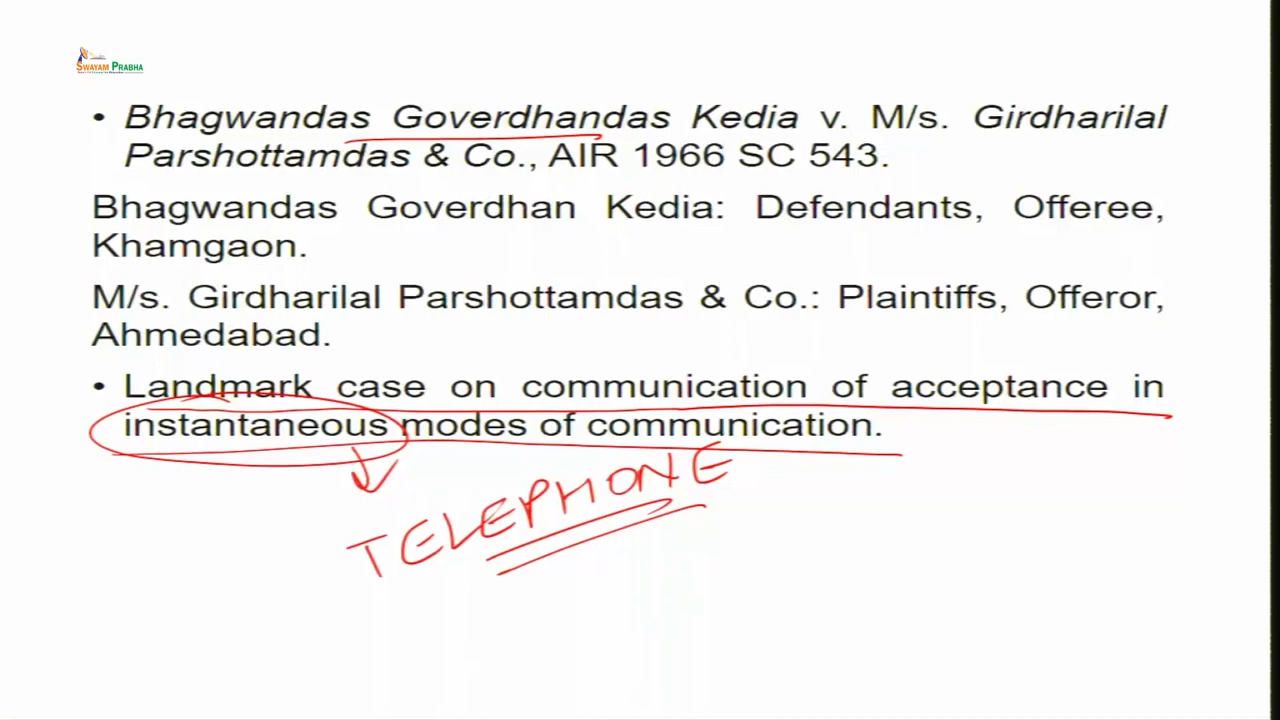 SWAYAM PRABHA
• Bhagwandas Goverdhandas Kedia v. M/s. Girdharilal
Parshottamdas & Co., AIR 1966 SC 543.
Bhagwandas Goverdhan Kedia: Defendants, Offeree,
Khamgaon.
M/s. Girdharilal Parshottamdas & Co.: Plaintiffs, Offeror,
Ahmedabad.
• Landmark case on communication of acceptance in
instantaneous modes of communication.
TELEPHONE